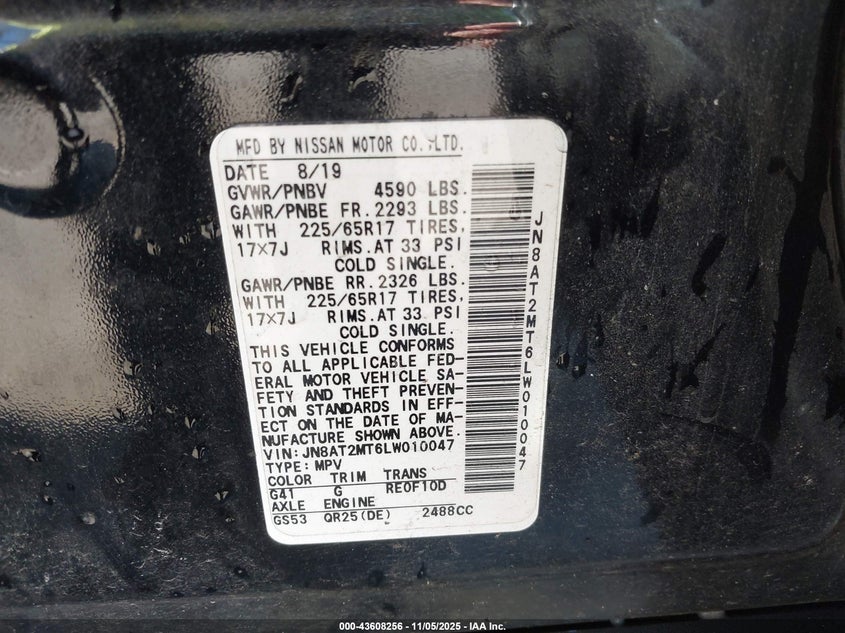 MFD BY NISSAN MOTOR CO.,LTD.
DATE 8/19
GVWR/PNBV 4590 LBS.
GAWR/PNBE FR.2293 LBS.
WITH 225/65R17 TIRES,
17×7J RIMS.AT 33 PSI
COLD SINGLE.
GAWR/PNBE RR.2326 LBS.
WITH 225/65R17 TIRES,
17×7J RIMS.AT 33 PSI
COLD SINGLE.
THIS VEHICLE CONFORMS
TO ALL APPLICABLE FED-
ERAL MOTOR VEHICLE SA-
FETY AND THEFT PREVEN-
TION STANDARDS IN EFF-
ECT ON THE DATE OF MA-
NUFACTURE SHOWN ABOVE.
VIN:JN8AT2MT6LW010047
TYPE:MPV
COLOR TRIM TRANS
G41 G RE0F10D
AXLE ENGINE
GS53 QR25(DE) 2488CC
JN8AT2MT6LW010047
000-43608256 - 11/05/2025 - IAA Inc.